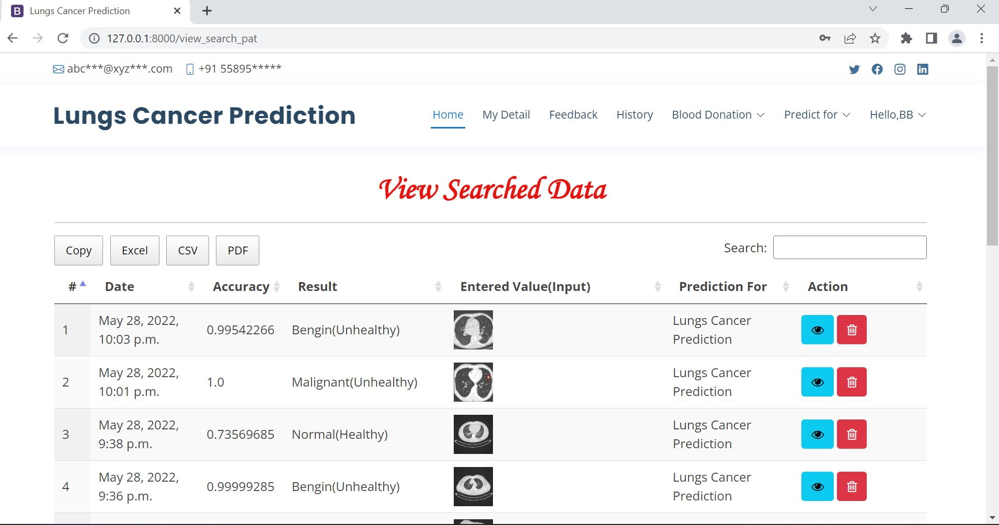 Lungs Cancer Prediction
127.0.0.1:8000/view_search_pat
abc***@xyz***.com +91 55895*****
Lungs Cancer Prediction Home My Detail Feedback History Blood Donation Predict for Hello,BB
View Searched Data
Copy Excel CSV PDF Search:
# Date Accuracy Result Entered Value(Input) Prediction For Action
1 May 28, 2022, 10:03 p.m. 0.99542266 Bengin(Unhealthy) Lungs Cancer Prediction
2 May 28, 2022, 10:01 p.m. 1.0 Malignant(Unhealthy) Lungs Cancer Prediction
3 May 28, 2022, 9:38 p.m. 0.73569685 Normal(Healthy) Lungs Cancer Prediction
4 May 28, 2022, 9:36 p.m. 0.99999285 Bengin(Unhealthy) Lungs Cancer Prediction